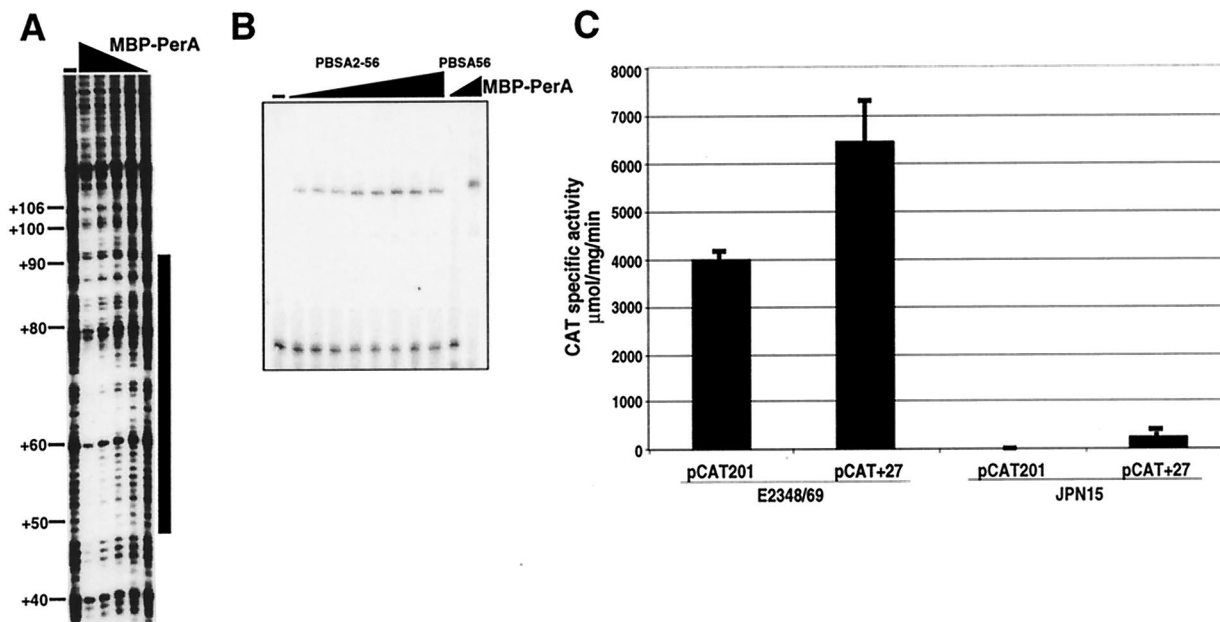 A
MBP-PerA
–
+106
+100
+90
+80
+60
+50
+40
B
PBSA2-56
PBSA56
–
MBP-PerA
C
CAT specific activity
µmol/mg/min
8000
7000
6000
5000
4000
3000
2000
1000
0
pCAT201
pCAT+27
pCAT201
pCAT+27
E2348/69
JPN15